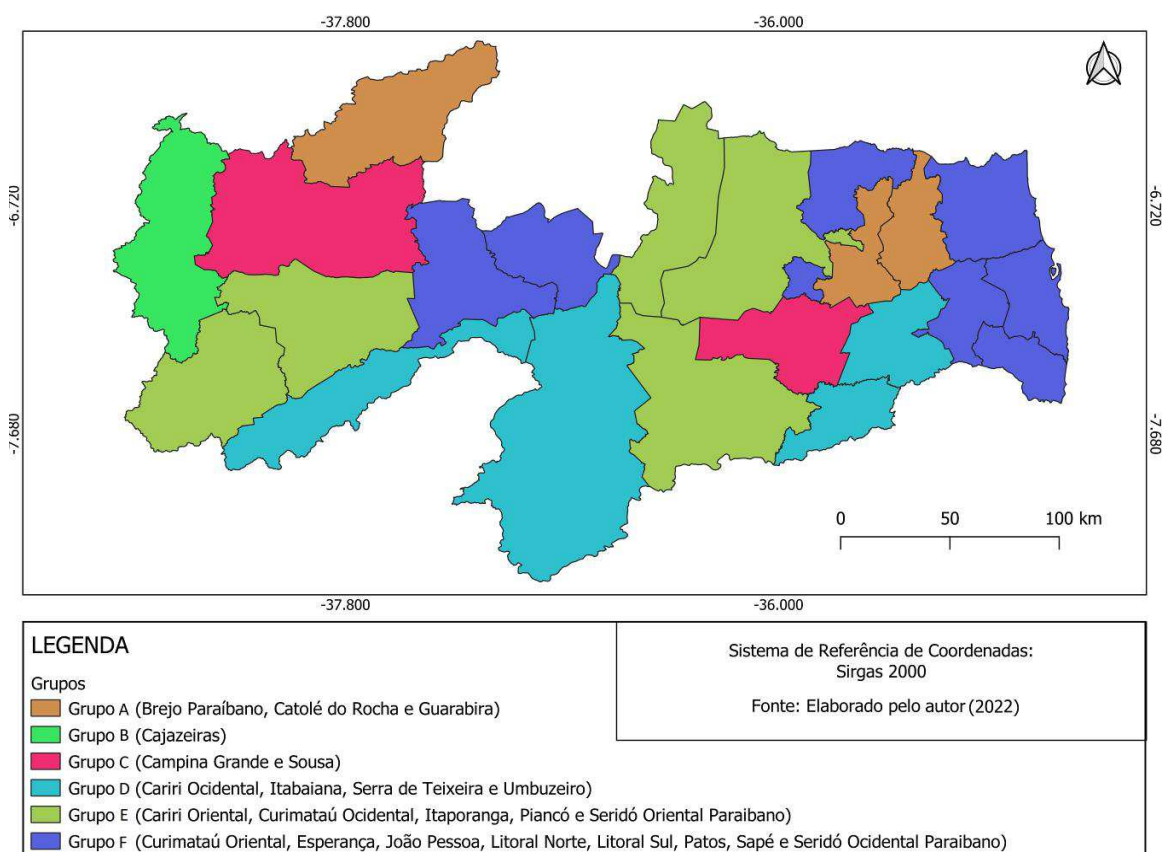 -37.800
-36.000
-6.720
-6.720
-7.680
-7.680
0 50 100 km
-37.800
-36.000
LEGENDA
Grupos
Grupo A (Brejo Paraíbano, Catolé do Rocha e Guarabira)
Grupo B (Cajazeiras)
Grupo C (Campina Grande e Sousa)
Grupo D (Cariri Ocidental, Itabaiana, Serra de Teixeira e Umbuzeiro)
Grupo E (Cariri Oriental, Curimataú Ocidental, Itaporanga, Piancó e Seridó Oriental Paraibano)
Grupo F (Curimataú Oriental, Esperança, João Pessoa, Litoral Norte, Litoral Sul, Patos, Sapé e Seridó Ocidental Paraibano)
Sistema de Referência de Coordenadas:
Sirgas 2000
Fonte: Elaborado pelo autor (2022)